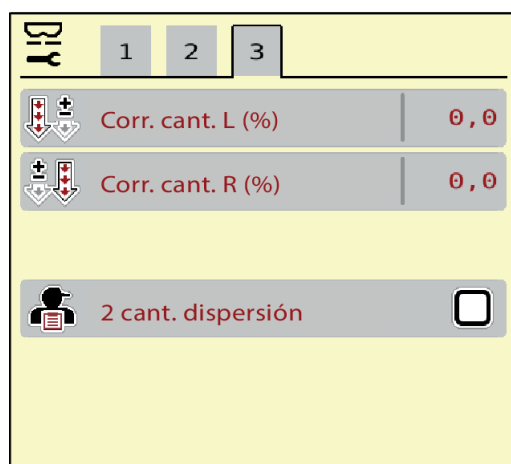 1 2 3
Corr. cant. L (%) 0,0
Corr. cant. R (%) 0,0
2 cant. dispersión